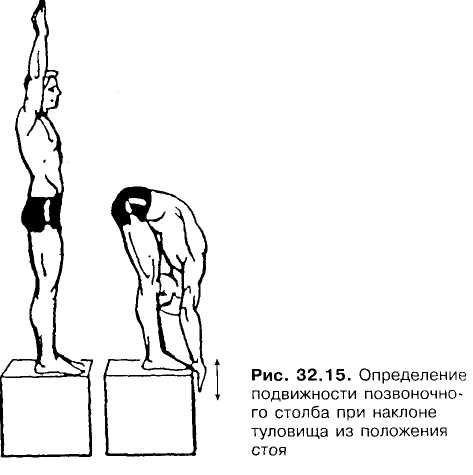 Рис. 32.15. Определение
подвижности позвоночно-
го столба при наклоне
туловища из положения
стоя